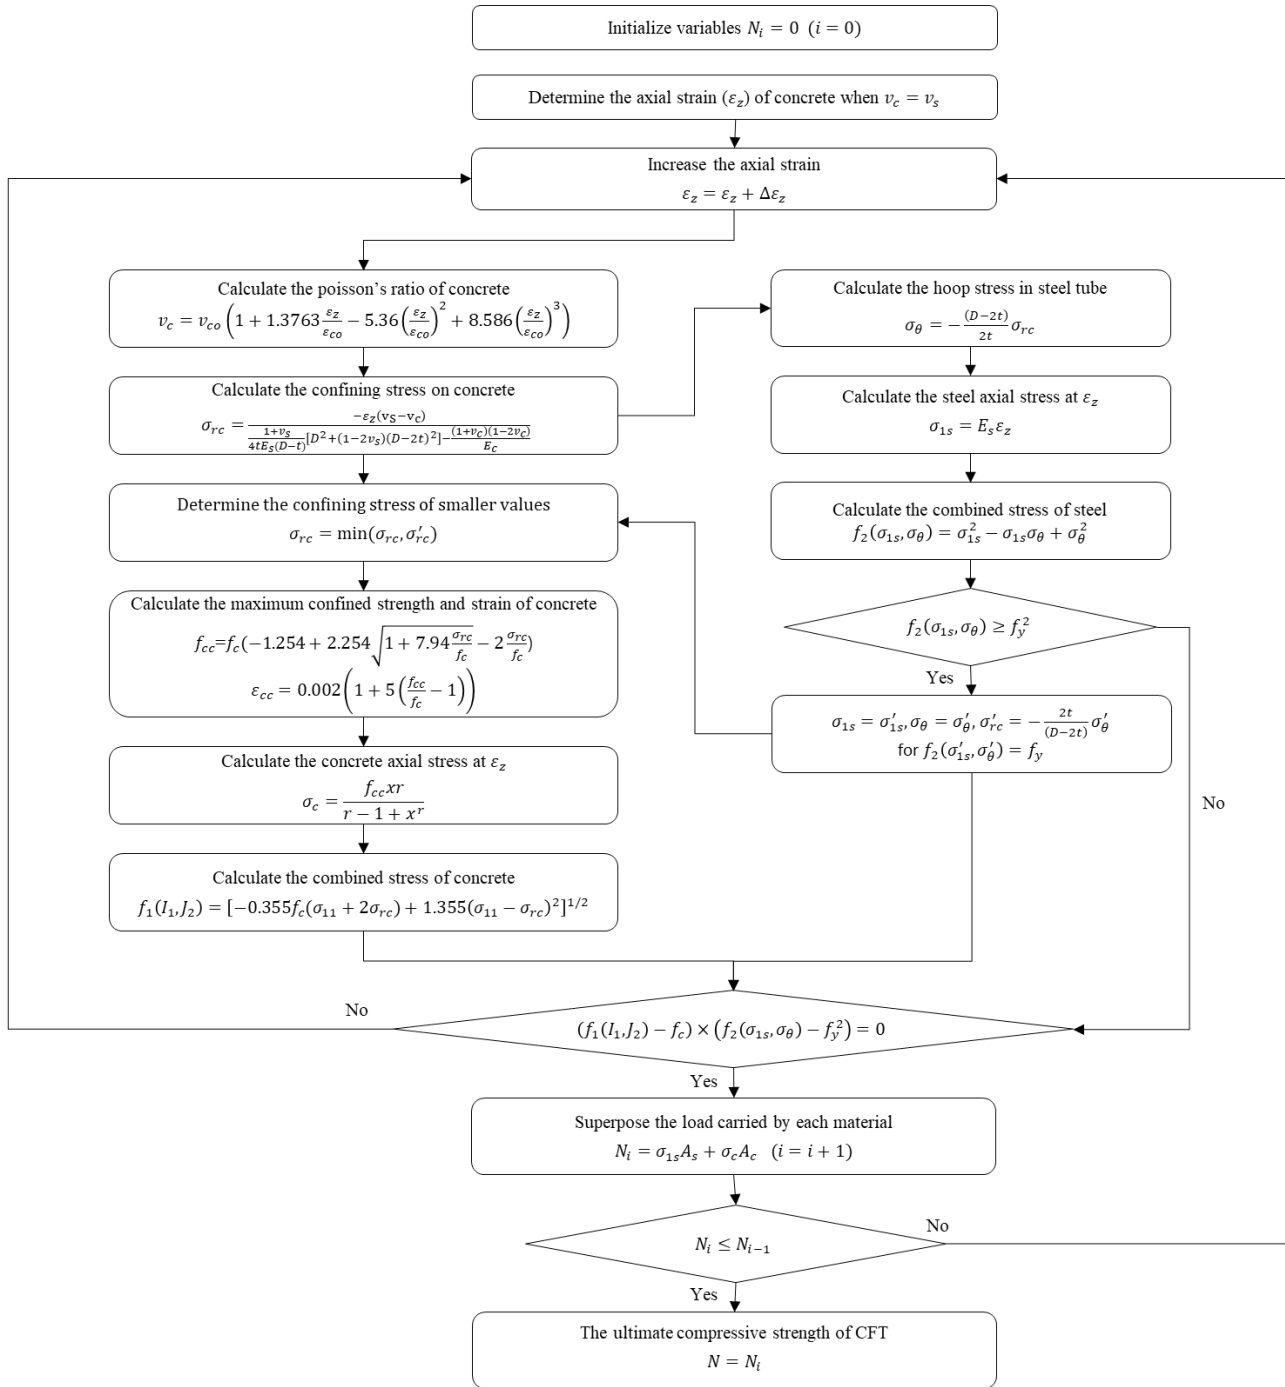 Initialize variables N_i = 0 (i = 0)
Determine the axial strain (ε_z) of concrete when v_c = v_s
Increase the axial strain
ε_z = ε_z + Δε_z
Calculate the poisson's ratio of concrete
v_c = v_co (1 + 1.3763 ε_z/ε_co − 5.36 (ε_z/ε_co)^2 + 8.586 (ε_z/ε_co)^3)
Calculate the confining stress on concrete
σ_rc = −ε_z(v_S−v_C) / ( (1+v_s)/(4tE_s(D−t)) [D^2+(1−2v_s)(D−2t)^2] − (1+v_C)(1−2v_C)/E_C )
Determine the confining stress of smaller values
σ_rc = min(σ_rc, σ′_rc)
Calculate the maximum confined strength and strain of concrete
f_cc=f_c(−1.254 + 2.254 √(1 + 7.94 σ_rc/f_c) − 2 σ_rc/f_c)
ε_cc = 0.002 (1 + 5 (f_cc/f_c − 1))
Calculate the concrete axial stress at ε_z
σ_c = f_cc xr / (r − 1 + x^r)
Calculate the combined stress of concrete
f_1(I_1, J_2) = [−0.355f_c(σ_11 + 2σ_rc) + 1.355(σ_11 − σ_rc)^2]^1/2
Calculate the hoop stress in steel tube
σ_θ = − (D−2t)/2t σ_rc
Calculate the steel axial stress at ε_z
σ_1s = E_s ε_z
Calculate the combined stress of steel
f_2(σ_1s, σ_θ) = σ_1s^2 − σ_1s σ_θ + σ_θ^2
f_2(σ_1s, σ_θ) ≥ f_y^2
Yes
No
σ_1s = σ′_1s, σ_θ = σ′_θ, σ′_rc = − 2t/(D−2t) σ′_θ
for f_2(σ′_1s, σ′_θ) = f_y
No
(f_1(I_1, J_2) − f_c) × (f_2(σ_1s, σ_θ) − f_y^2) = 0
Yes
Superpose the load carried by each material
N_i = σ_1s A_s + σ_c A_c (i = i + 1)
N_i ≤ N_i−1
No
Yes
The ultimate compressive strength of CFT
N = N_i